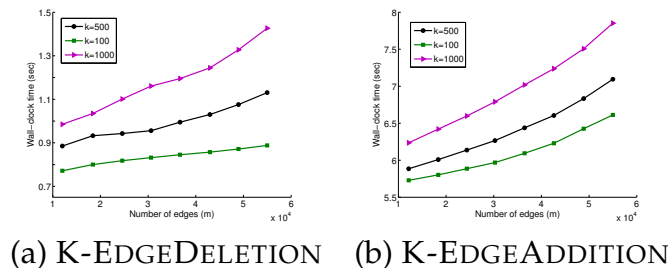 1.5
1.3
1.1
0.9
0.7
Wall-clock time (sec)
k=500
k=100
k=1000
1 2 3 4 5 6
Number of edges (m)
x 10^4
(a) K-EDGEDELETION
8
7.5
7
6.5
6
5.5
Wall-clock time (sec)
k=500
k=100
k=1000
1 2 3 4 5 6
Number of edges (m)
x 10^4
(b) K-EDGEADDITION